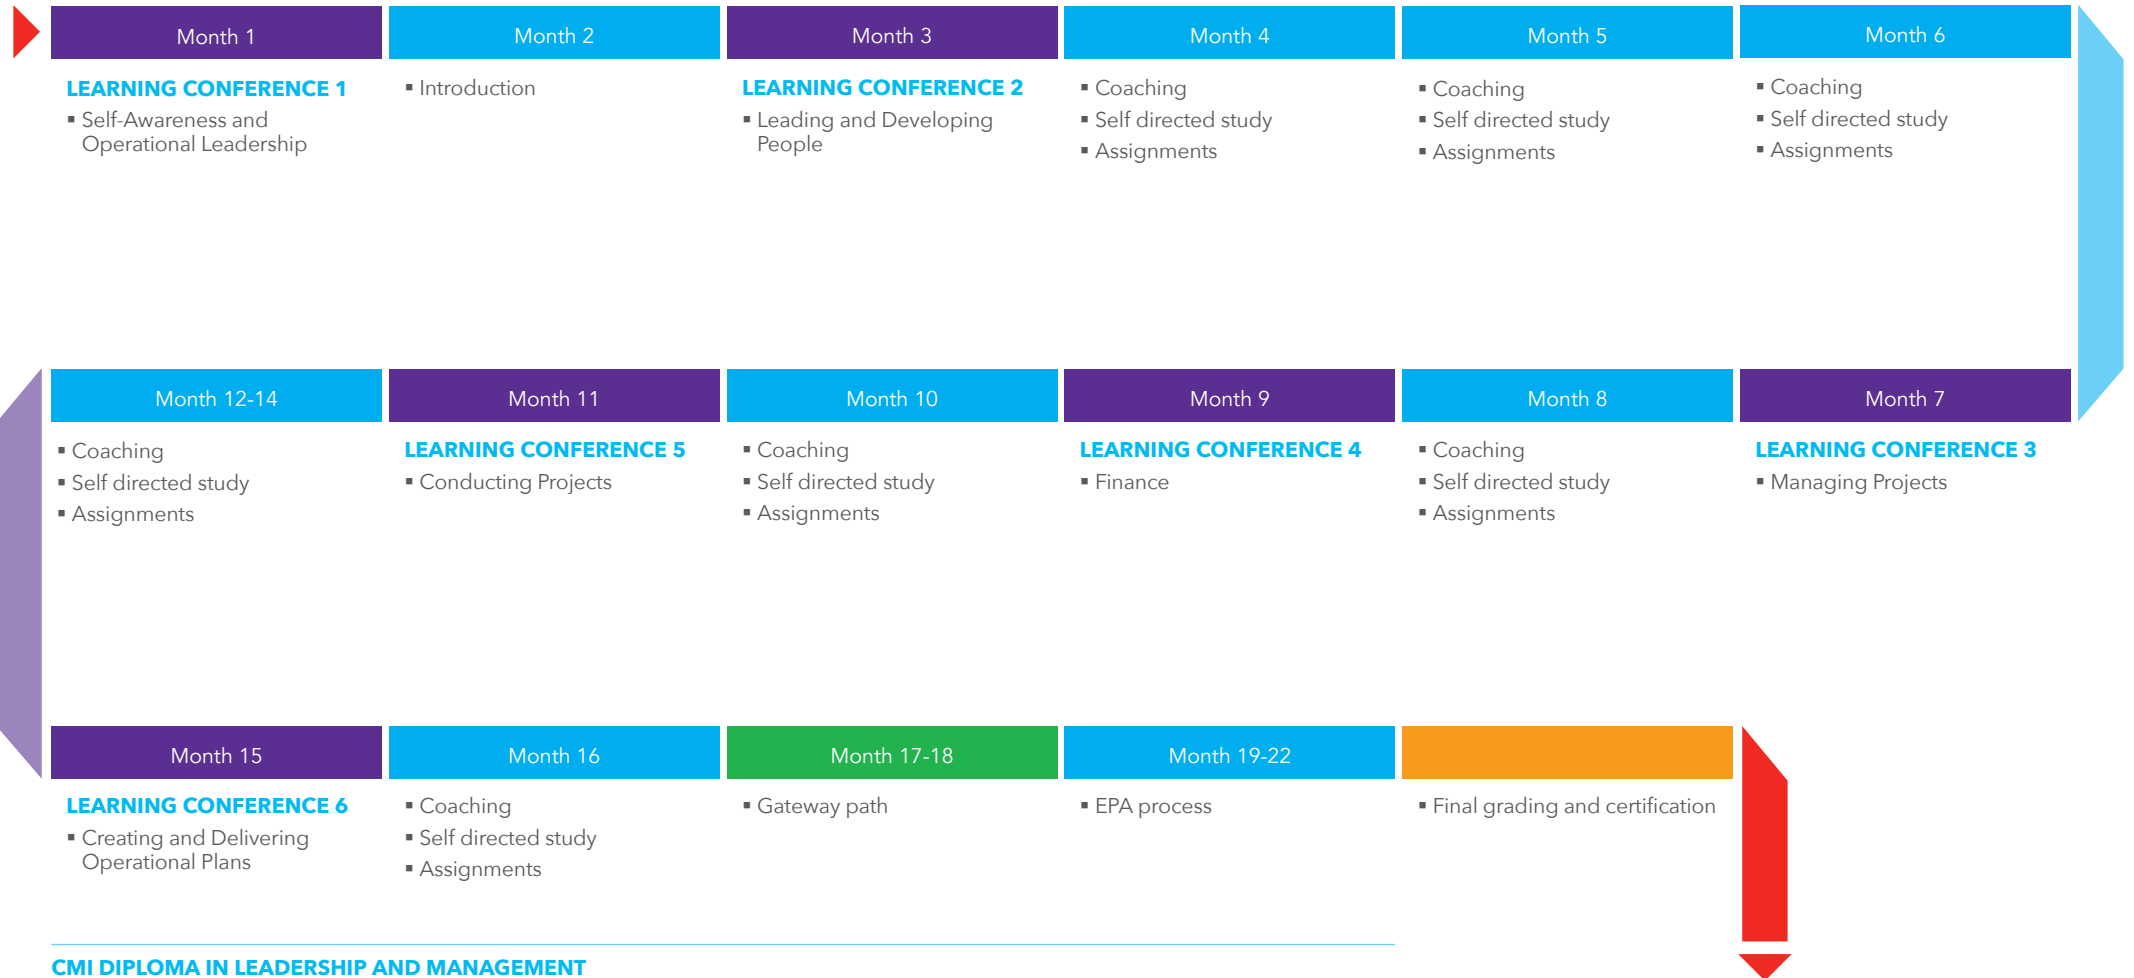 Month 1
LEARNING CONFERENCE 1
▪ Self-Awareness and
Operational Leadership
Month 2
▪ Introduction
Month 3
LEARNING CONFERENCE 2
▪ Leading and Developing
People
Month 4
▪ Coaching
▪ Self directed study
▪ Assignments
Month 5
▪ Coaching
▪ Self directed study
▪ Assignments
Month 6
▪ Coaching
▪ Self directed study
▪ Assignments
Month 7
LEARNING CONFERENCE 3
▪ Managing Projects
Month 8
▪ Coaching
▪ Self directed study
▪ Assignments
Month 9
LEARNING CONFERENCE 4
▪ Finance
Month 10
▪ Coaching
▪ Self directed study
▪ Assignments
Month 11
LEARNING CONFERENCE 5
▪ Conducting Projects
Month 12-14
▪ Coaching
▪ Self directed study
▪ Assignments
Month 15
LEARNING CONFERENCE 6
▪ Creating and Delivering
Operational Plans
Month 16
▪ Coaching
▪ Self directed study
▪ Assignments
Month 17-18
▪ Gateway path
Month 19-22
▪ EPA process
▪ Final grading and certification
CMI DIPLOMA IN LEADERSHIP AND MANAGEMENT